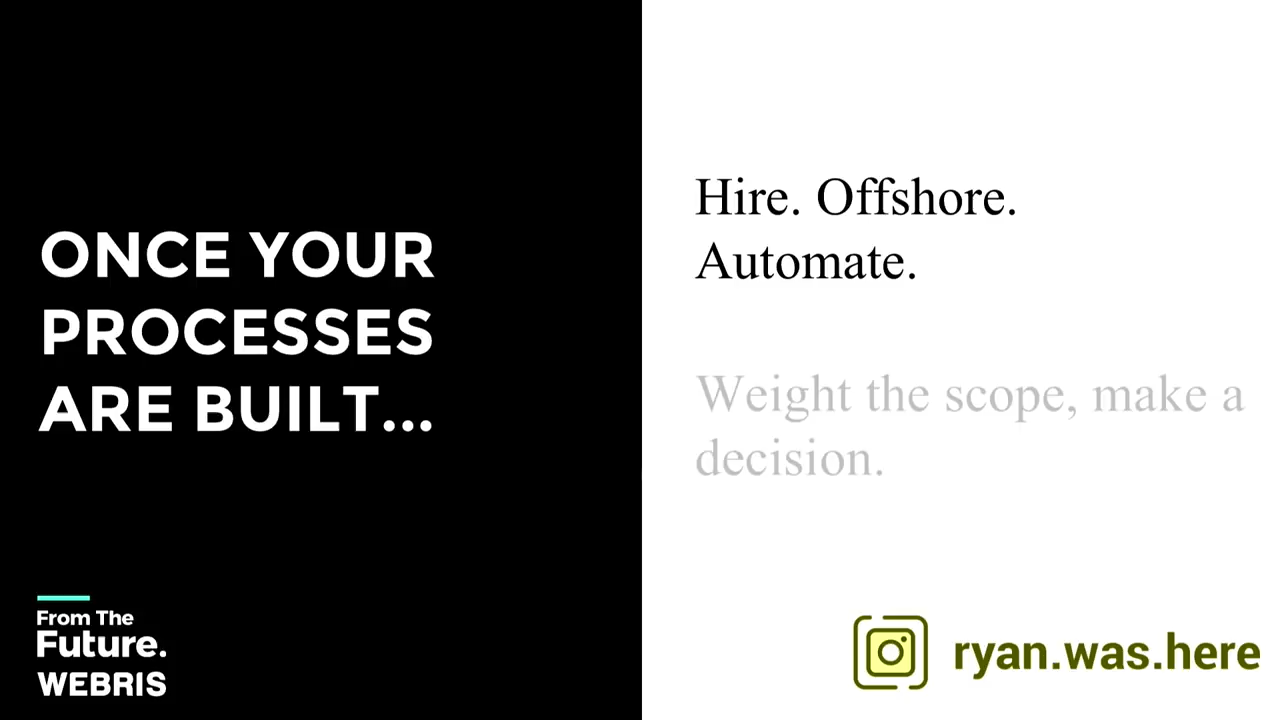 ONCE YOUR
PROCESSES
ARE BUILT...
Hire. Offshore.
Automate.
Weight the scope, make a
decision.
From The
Future.
WEBRIS
ryan.was.here